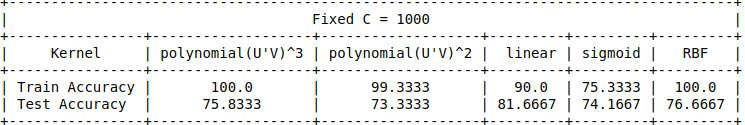 Fixed C = 1000
Kernel | polynomial(U'V)^3 | polynomial(U'V)^2 | linear | sigmoid | RBF
Train Accuracy | 100.0 | 99.3333 | 90.0 | 75.3333 | 100.0
Test Accuracy | 75.8333 | 73.3333 | 81.6667 | 74.1667 | 76.6667